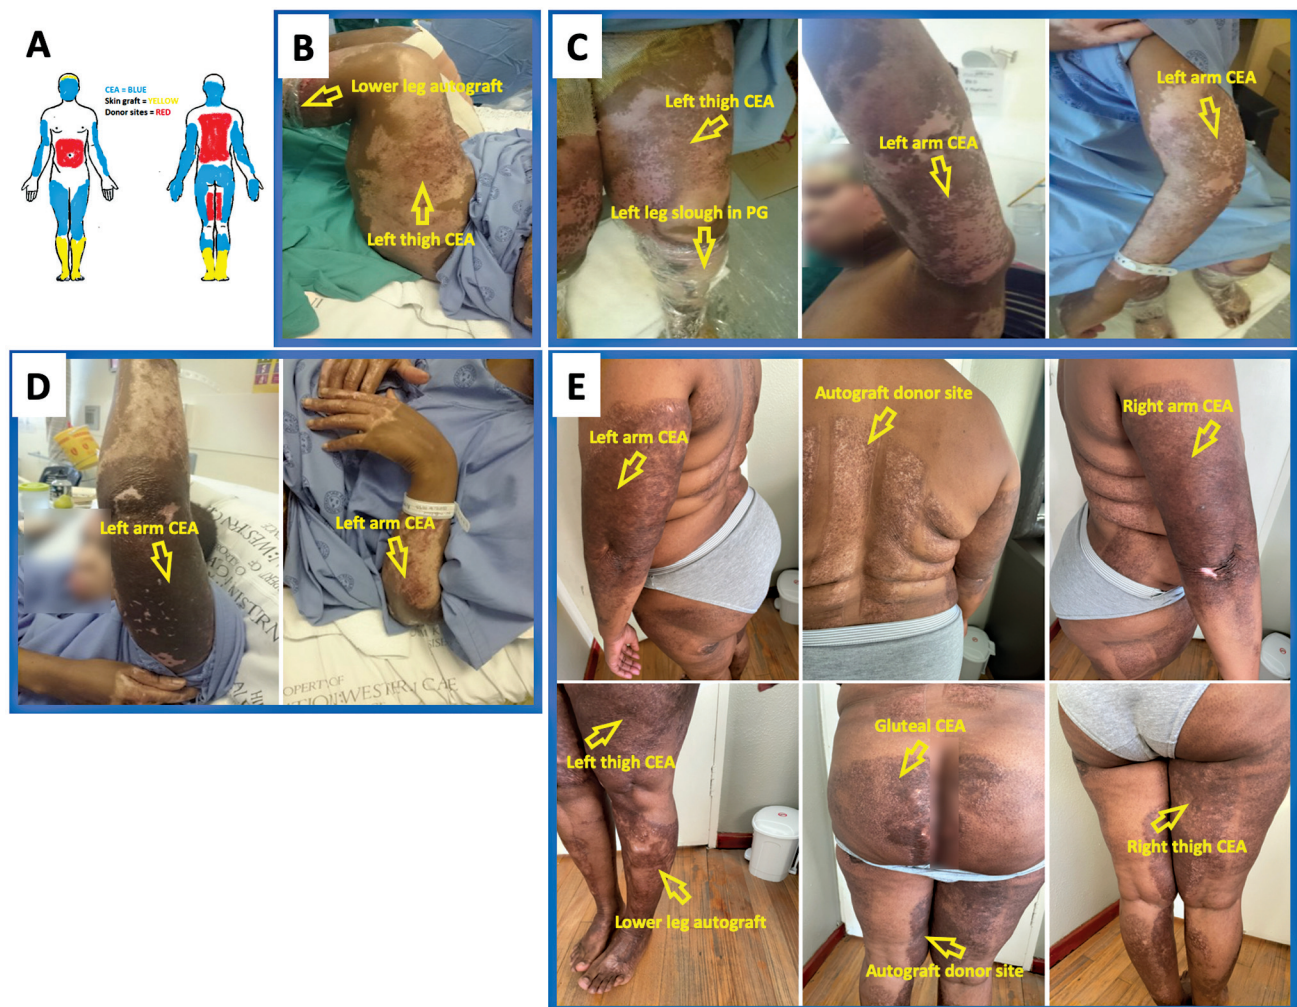 A
CEA = BLUE
Skin graft = YELLOW
Donor sites = RED
B
Lower leg autograft
Left thigh CEA
C
Left thigh CEA
Left leg slough in PG
Left arm CEA
Left arm CEA
D
Left arm CEA
Left arm CEA
E
Left arm CEA
Autograft donor site
Right arm CEA
Left thigh CEA
Lower leg autograft
Gluteal CEA
Autograft donor site
Right thigh CEA